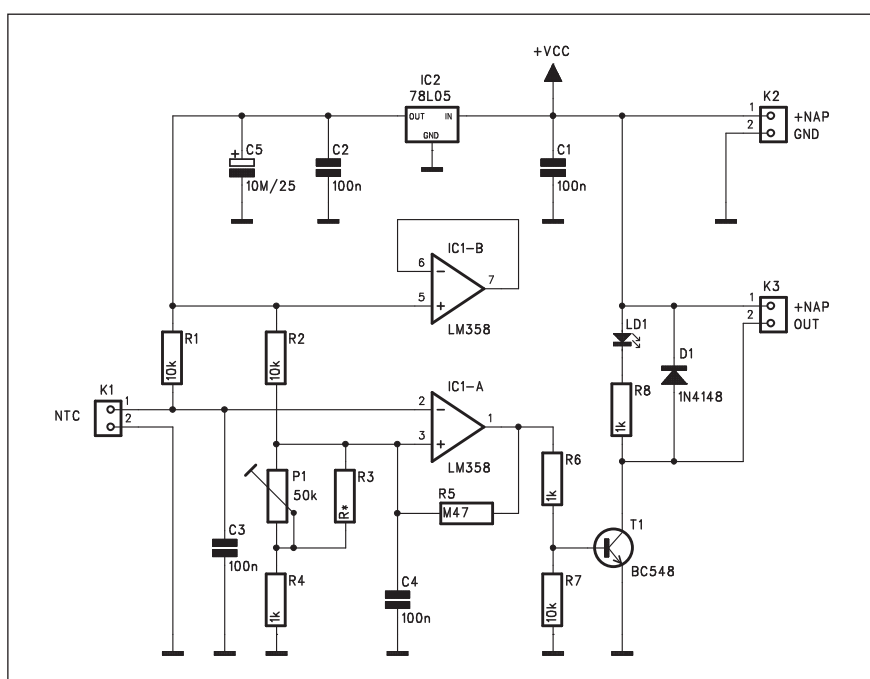 +VCC
IC2
78L05
OUT
IN
GND
K2
1
+NAP
2
GND
C5
+
10M/25
C2
100n
C1
100n
IC1-B
6
-
7
5
+
LM358
K3
1
+NAP
2
OUT
R1
10k
R2
10k
LD1
D1
1N4148
R8
1k
K1
NTC
1
2
IC1-A
2
-
1
3
+
LM358
P1
50k
R3
R*
R5
M47
R6
1k
C3
100n
R4
1k
C4
100n
R7
10k
T1
BC548